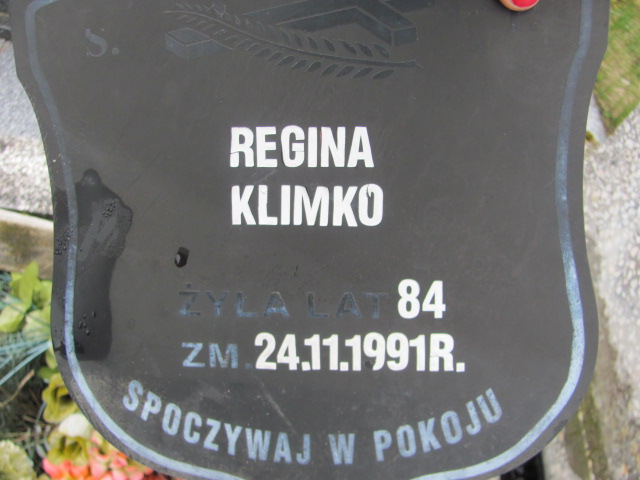 Ś.
REGINA
KLIMKO
ŻYŁA LAT 84
ZM. 24.11.1991R.
SPOCZYWAJ W POKOJU